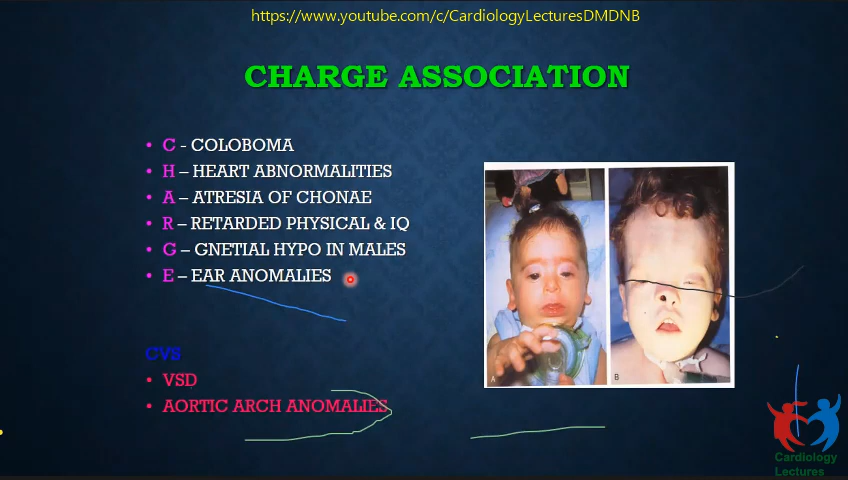 https://www.youtube.com/c/CardiologyLecturesDMDNB
CHARGE ASSOCIATION
• C - COLOBOMA
• H – HEART ABNORMALITIES
• A – ATRESIA OF CHONAE
• R – RETARDED PHYSICAL & IQ
• G – GNETIAL HYPO IN MALES
• E – EAR ANOMALIES
CVS
• VSD
• AORTIC ARCH ANOMALIES
A
B
Cardiology
Lectures